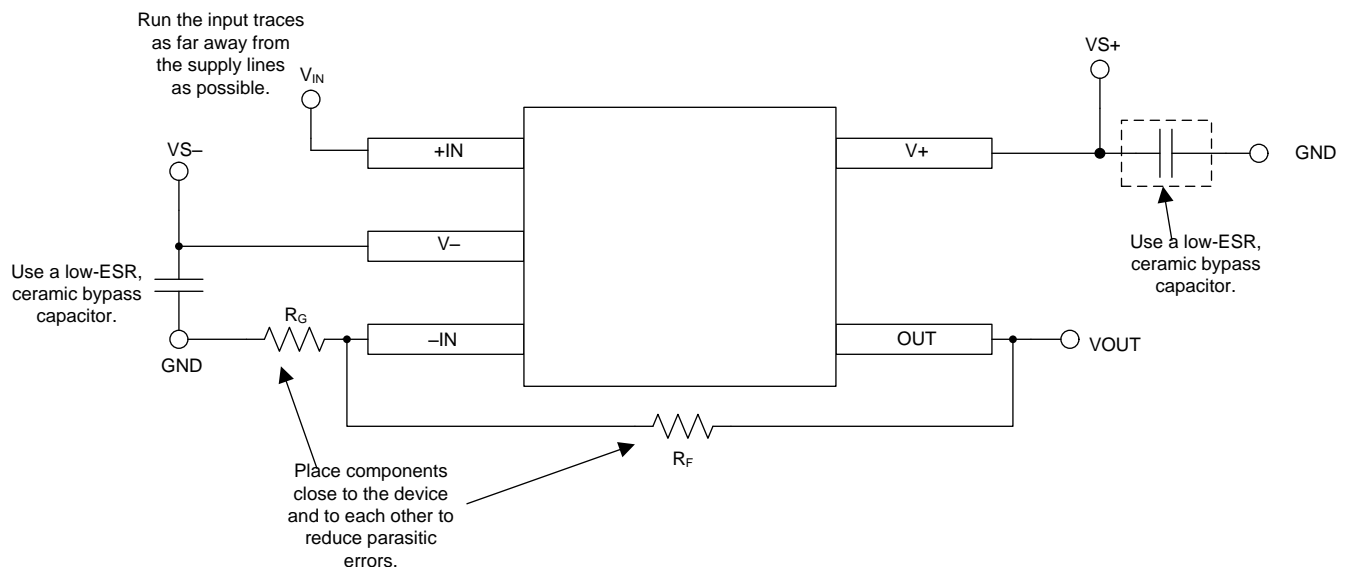 Run the input traces
as far away from
the supply lines
as possible.
VIN
VS+
VS–
+IN
V+
GND
V–
Use a low-ESR,
ceramic bypass
capacitor.
Use a low-ESR,
ceramic bypass
capacitor.
RG
–IN
OUT
VOUT
GND
RF
Place components
close to the device
and to each other to
reduce parasitic
errors.